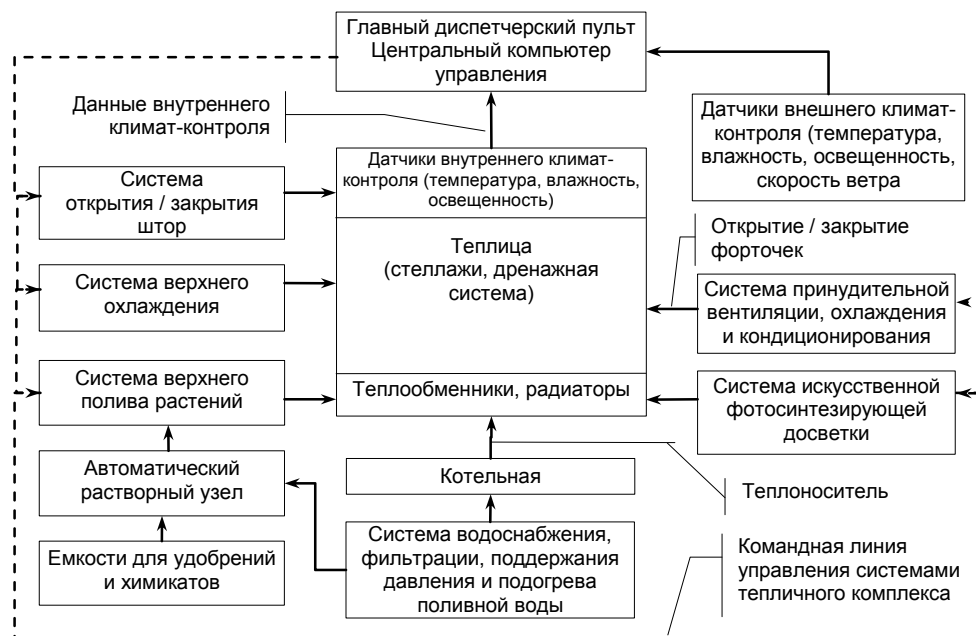 Главный диспетчерский пульт
Центральный компьютер
управления
Данные внутреннего
климат-контроля
Датчики внешнего климат-
контроля (температура,
влажность, освещенность,
скорость ветра
Датчики внутреннего климат-
контроля (температура, влажность,
освещенность)
Система
открытия / закрытия
штор
Теплица
(стеллажи, дренажная
система)
Открытие / закрытие
форточек
Система верхнего
охлаждения
Система принудительной
вентиляции, охлаждения
и кондиционирования
Система верхнего
полива растений
Теплообменники, радиаторы
Система искусственной
фотосинтезирующей
досветки
Автоматический
растворный узел
Котельная
Теплоноситель
Емкости для удобрений
и химикатов
Система водоснабжения,
фильтрации, поддержания
давления и подогрева
поливной воды
Командная линия
управления системами
тепличного комплекса